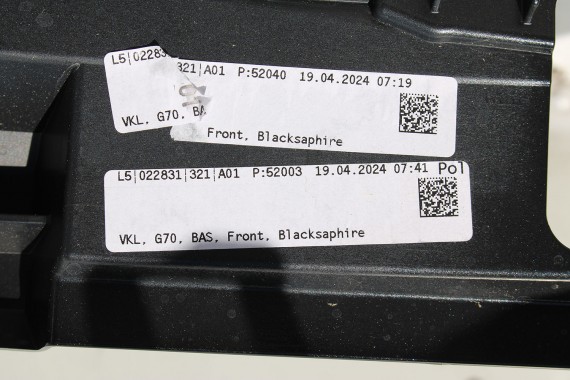 L5|02283 321|A01 P:52040 19.04.2024 07:19
VKL, G70, BA Front, Blacksaphire
L5|022831|321|A01 P:52003 19.04.2024 07:41 Pol
VKL, G70, BAS, Front, Blacksaphire